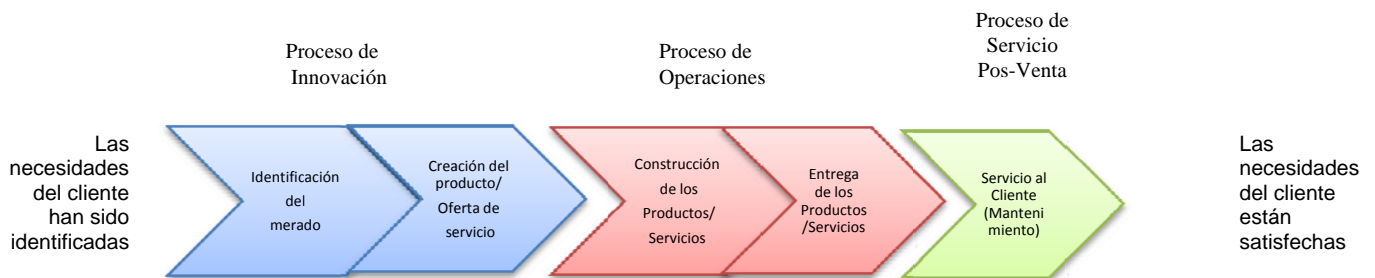 Proceso de
Innovación
Proceso de
Operaciones
Proceso de
Servicio
Pos-Venta
Las
necesidades
del cliente
han sido
identificadas
Identificación
del
merado
Creación del
producto/
Oferta de
servicio
Construcción
de los
Productos/
Servicios
Entrega
de los
Productos
/Servicios
Servicio al
Cliente
(Manteni
miento)
Las
necesidades
del cliente
están
satisfechas